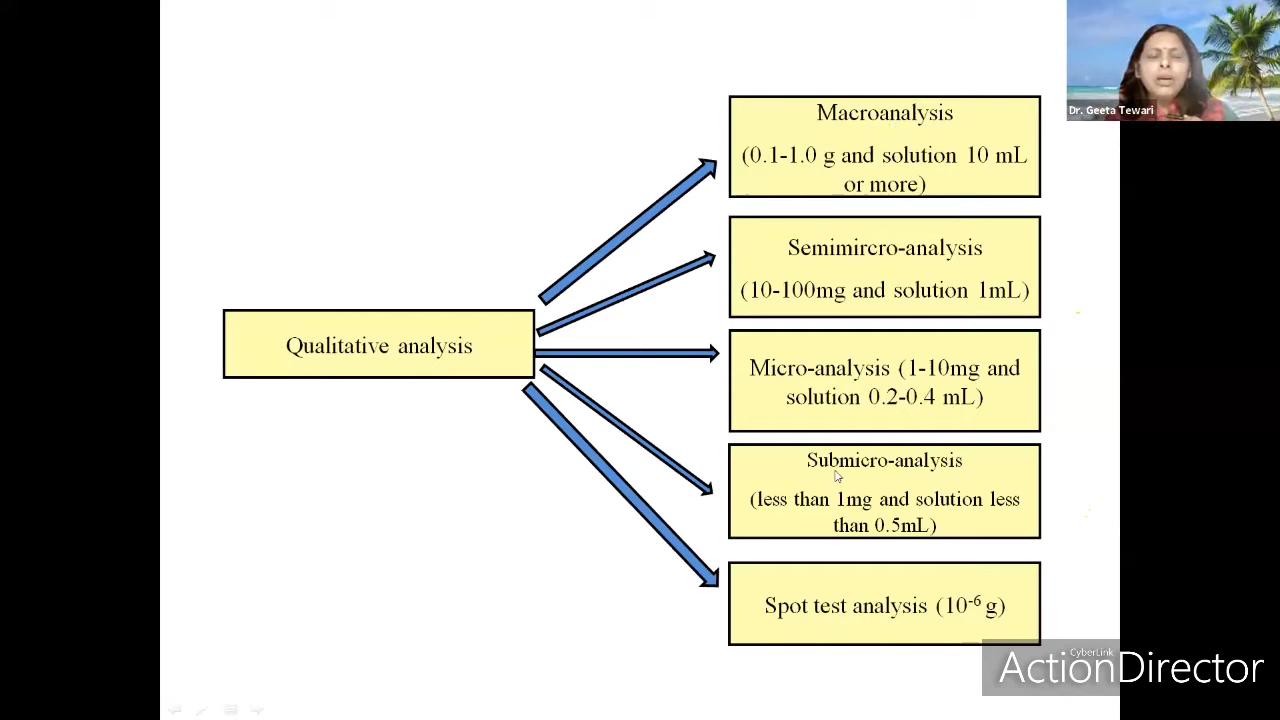 Dr. Geeta Tewari
Macroanalysis
(0.1-1.0 g and solution 10 mL
or more)
Semimircro-analysis
(10-100mg and solution 1mL)
Qualitative analysis
Micro-analysis (1-10mg and
solution 0.2-0.4 mL)
Submicro-analysis
(less than 1mg and solution less
than 0.5mL)
Spot test analysis (10⁻⁶ g)
CyberLink
ActionDirector